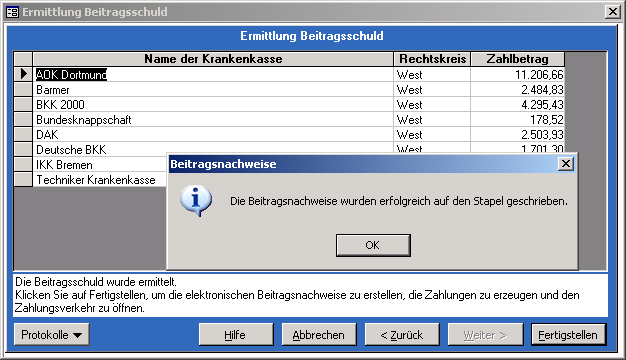 Ermittlung Beitragsschuld
Ermittlung Beitragsschuld
Name der Krankenkasse Rechtskreis Zahlbetrag
AOK Dortmund West 11.206,66
Barmer West 2.484,83
BKK 2000 West 4.295,43
Bundesknappschaft West 178,52
DAK West 2.503,93
Deutsche BKK West 1.701,30
IKK Bremen
Techniker Krankenkasse
Beitragsnachweise
Die Beitragsnachweise wurden erfolgreich auf den Stapel geschrieben.
OK
Die Beitragsschuld wurde ermittelt.
Klicken Sie auf Fertigstellen, um die elektronischen Beitragsnachweise zu erstellen, die Zahlungen zu erzeugen und den
Zahlungsverkehr zu öffnen.
Protokolle Hilfe Abbrechen < Zurück Weiter > Fertigstellen